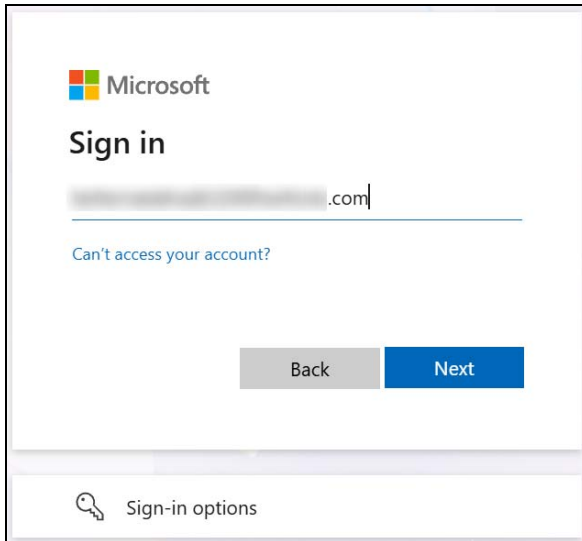 Microsoft
Sign in
.com
Can't access your account?
Back Next
Sign-in options